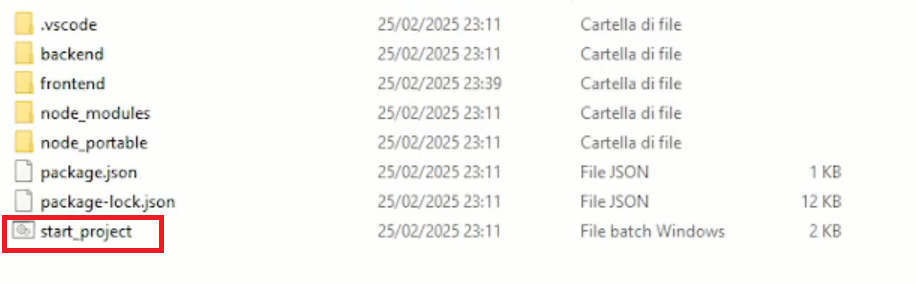 .vscode 25/02/2025 23:11 Cartella di file
backend 25/02/2025 23:11 Cartella di file
frontend 25/02/2025 23:39 Cartella di file
node_modules 25/02/2025 23:11 Cartella di file
node_portable 25/02/2025 23:11 Cartella di file
package.json 25/02/2025 23:11 File JSON 1 KB
package-lock.json 25/02/2025 23:11 File JSON 12 KB
start_project 25/02/2025 23:11 File batch Windows 2 KB